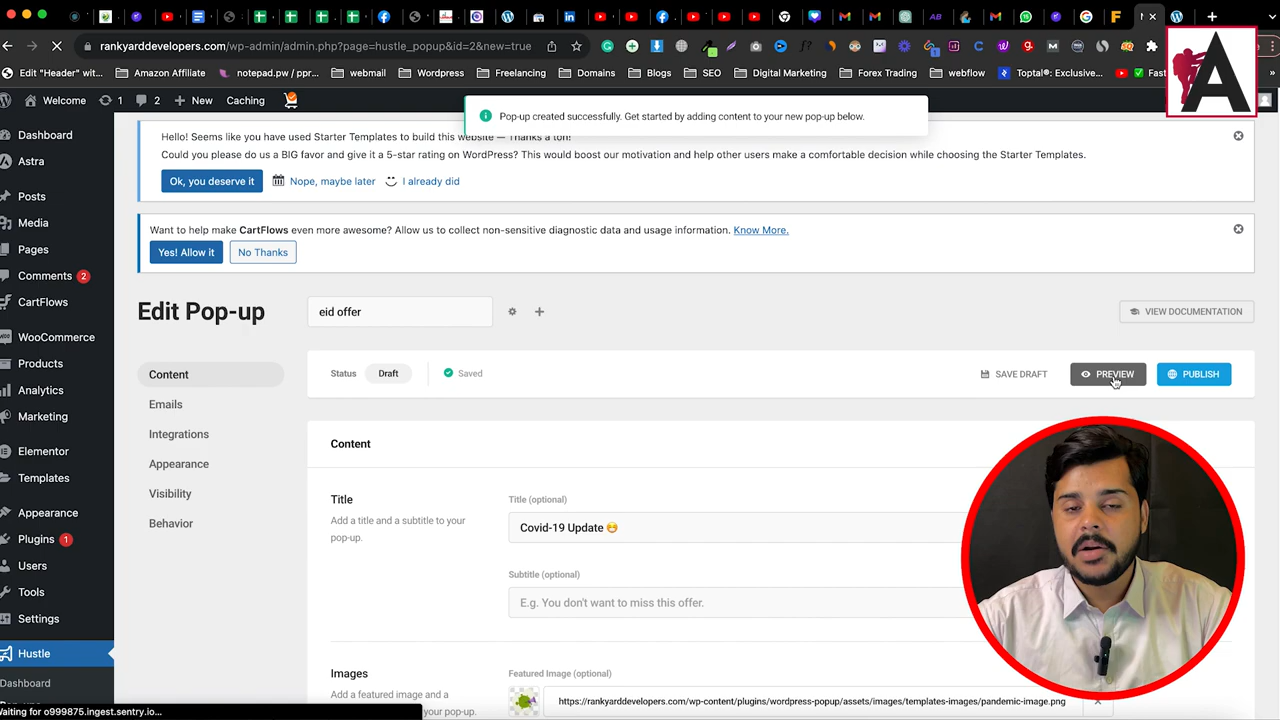 rankyarddevelopers.com/wp-admin/admin.php?page=hustle_popup&id=2&new=true
Edit "Header" wit...
Amazon Affiliate
notepad.pw / ppr...
webmail
Wordpress
Freelancing
Domains
Blogs
SEO
Digital Marketing
Forex Trading
webflow
Toptal®: Exclusive...
A
Welcome
1
2
New
Caching
Pop-up created successfully. Get started by adding content to your new pop-up below.
Hello! Seems like you have used Starter Templates to build this website — Thanks a ton!
Could you please do us a BIG favor and give it a 5-star rating on WordPress? This would boost our motivation and help other users make a comfortable decision while choosing the Starter Templates.
Ok, you deserve it
Nope, maybe later
I already did
Want to help make CartFlows even more awesome? Allow us to collect non-sensitive diagnostic data and usage information. Know More.
Yes! Allow it
No Thanks
Dashboard
Astra
Posts
Media
Pages
Comments 2
CartFlows
WooCommerce
Products
Analytics
Marketing
Elementor
Templates
Appearance
Plugins 1
Users
Tools
Settings
Hustle
Dashboard
Waiting for o999875.ingest.sentry.io...
Edit Pop-up
eid offer
VIEW DOCUMENTATION
Content
Emails
Integrations
Appearance
Visibility
Behavior
Status
Draft
Saved
SAVE DRAFT
PREVIEW
PUBLISH
Content
Title
Add a title and a subtitle to your
pop-up.
Title (optional)
Covid-19 Update 😷
Subtitle (optional)
E.g. You don't want to miss this offer.
Images
Add a featured image and a
Featured Image (optional)
https://rankyarddevelopers.com/wp-content/plugins/wordpress-popup/assets/images/templates-images/pandemic-image.png
your pop-up.